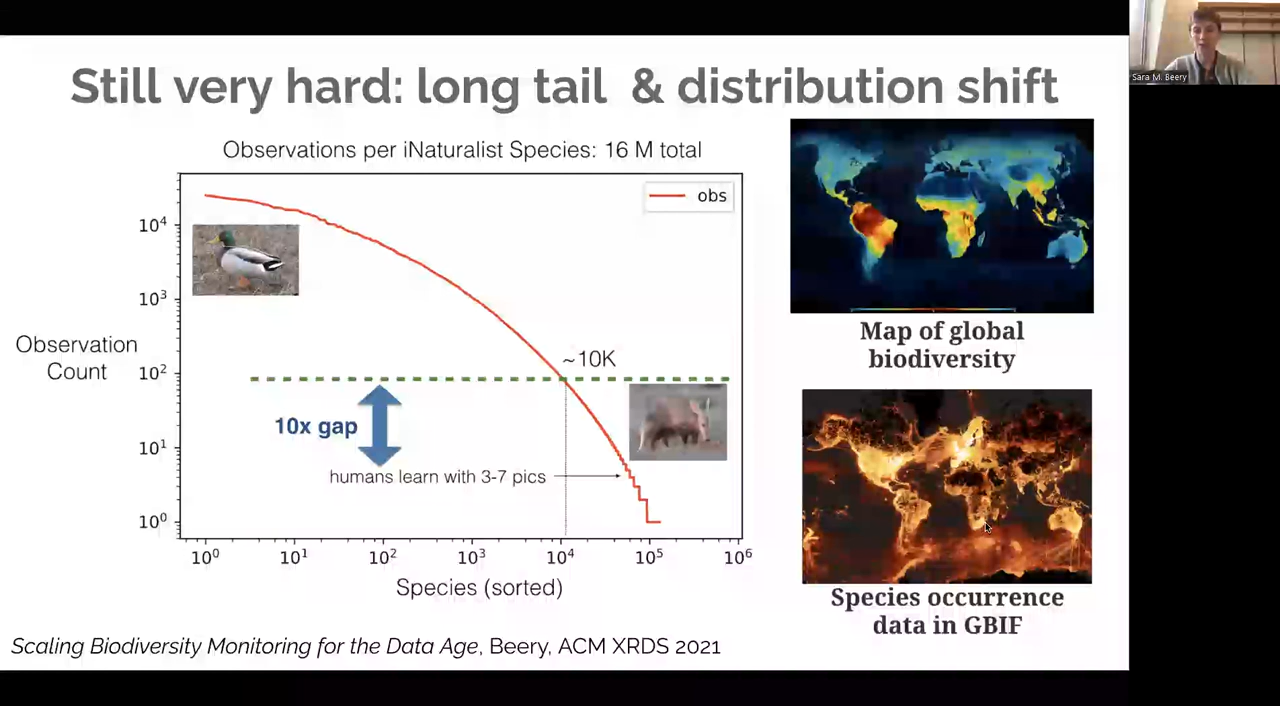 Still very hard: long tail & distribution shift
Sara M. Beery
Observations per iNaturalist Species: 16 M total
obs
10⁴
10³
10²
10¹
10⁰
Observation
Count
~10K
10x gap
humans learn with 3-7 pics
10⁰ 10¹ 10² 10³ 10⁴ 10⁵ 10⁶
Species (sorted)
Map of global
biodiversity
Species occurrence
data in GBIF
Scaling Biodiversity Monitoring for the Data Age, Beery, ACM XRDS 2021